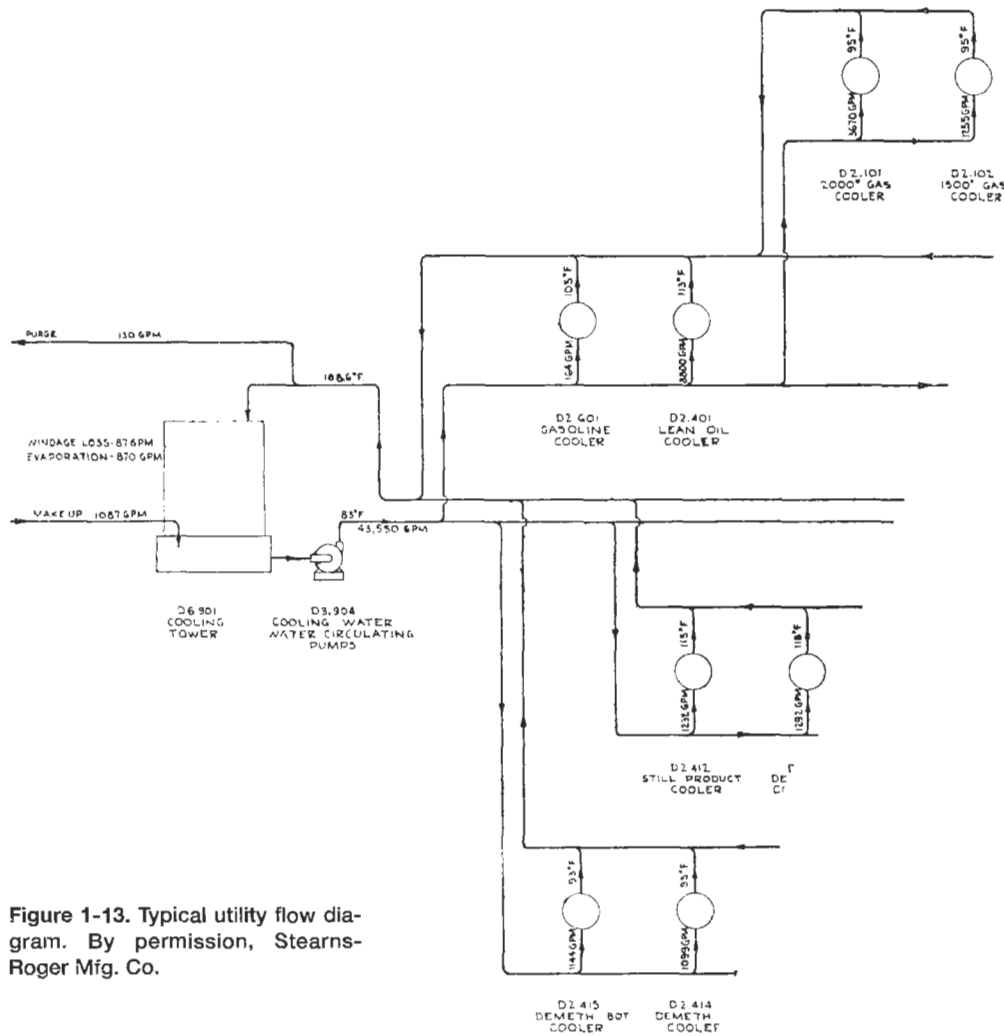 95°F
95°F
3670 GPM
1255 GPM
D2.101
2000# GAS
COOLER
D2.102
1500# GAS
COOLER
105°F
113°F
164 GPM
8800 GPM
D2.601
GASOLINE
COOLER
D2.401
LEAN OIL
COOLER
PURGE 130 GPM
108.6°F
WINDAGE LOSS-87 GPM
EVAPORATION-870 GPM
MAKE UP 1087 GPM
83°F
43,550 GPM
D6.901
COOLING
TOWER
D3.904
COOLING WATER
WATER CIRCULATING
PUMPS
115°F
118°F
1232 GPM
1292 GPM
D2.412
STILL PRODUCT
COOLER
D
DE
93°F
95°F
1144 GPM
1099 GPM
D2.415
DEMETH BOT
COOLER
D2.414
DEMETH
COOLER
Figure 1-13. Typical utility flow dia-
gram. By permission, Stearns-
Roger Mfg. Co.